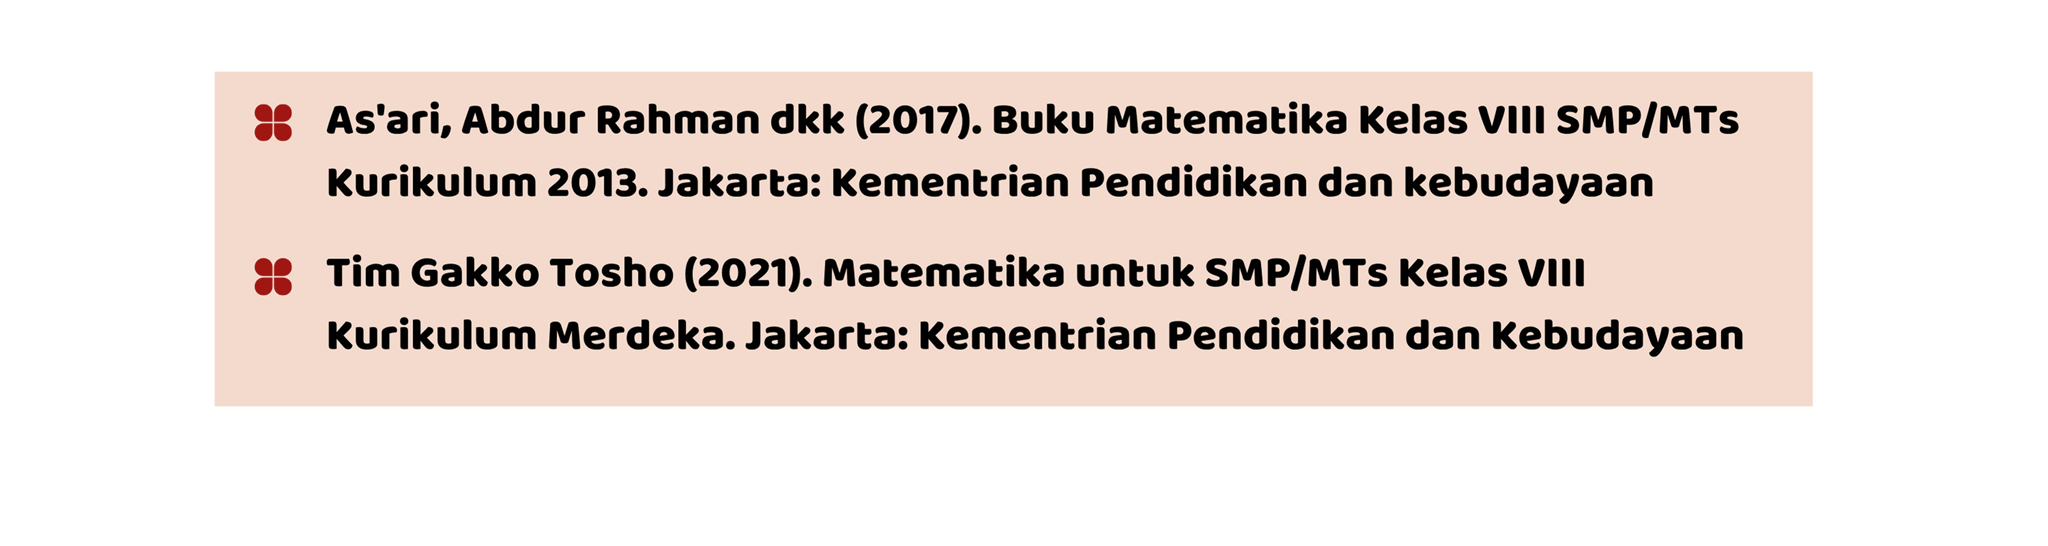 As'ari, Abdur Rahman dkk (2017). Buku Matematika Kelas VIII SMP/MTs
Kurikulum 2013. Jakarta: Kementrian Pendidikan dan kebudayaan
Tim Gakko Tosho (2021). Matematika untuk SMP/MTs Kelas VIII
Kurikulum Merdeka. Jakarta: Kementrian Pendidikan dan Kebudayaan